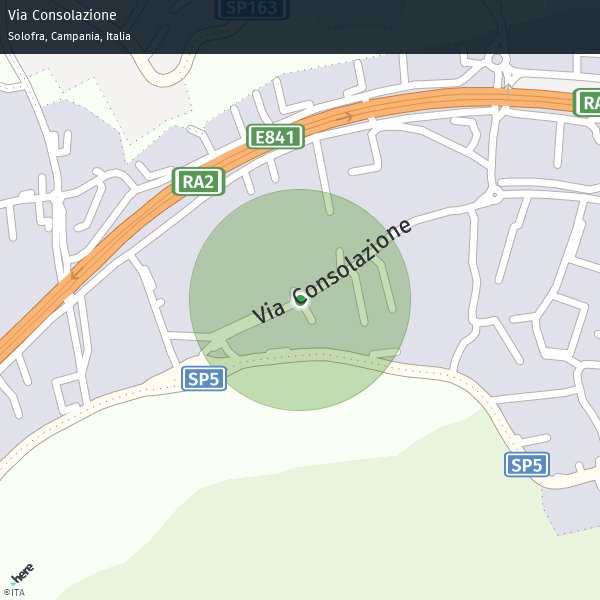 Via Consolazione
Solofra, Campania, Italia
SP163
RA
E841
RA2
Via Consolazione
SP5
SP5
here
©ITA